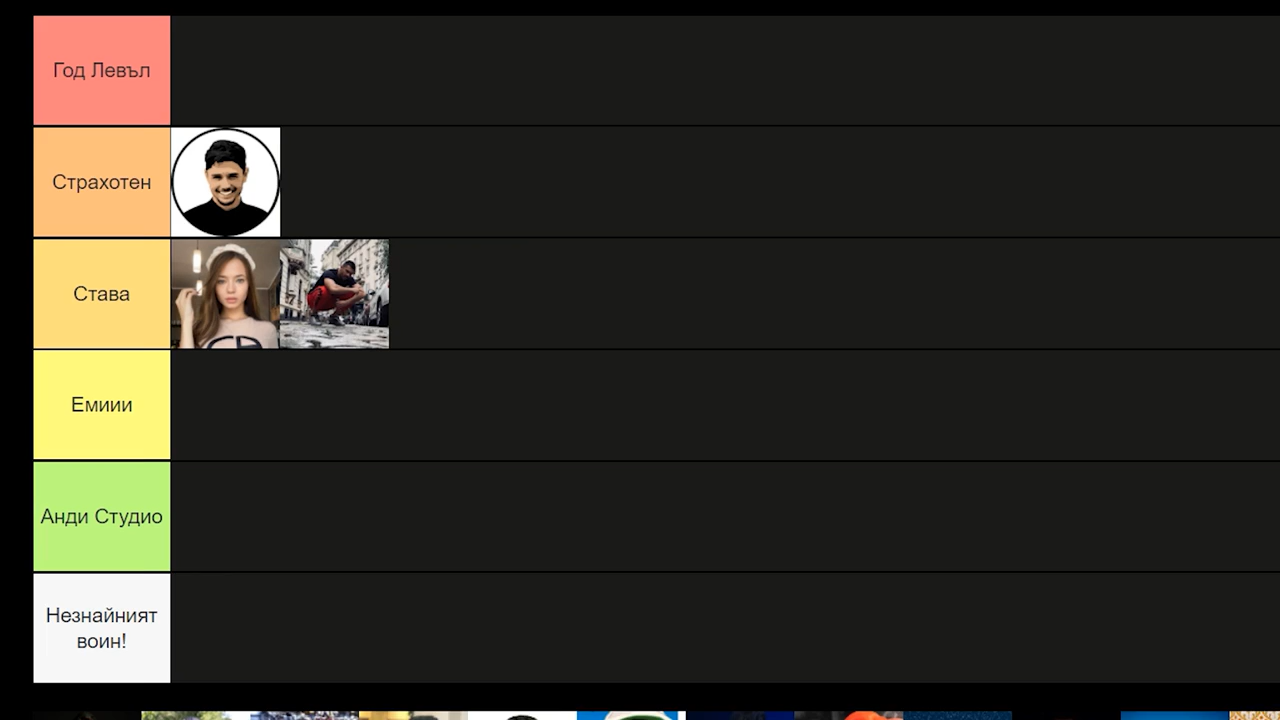 Год Левъл
Страхотен
Става
Емиии
Анди Студио
Незнайният
воин!